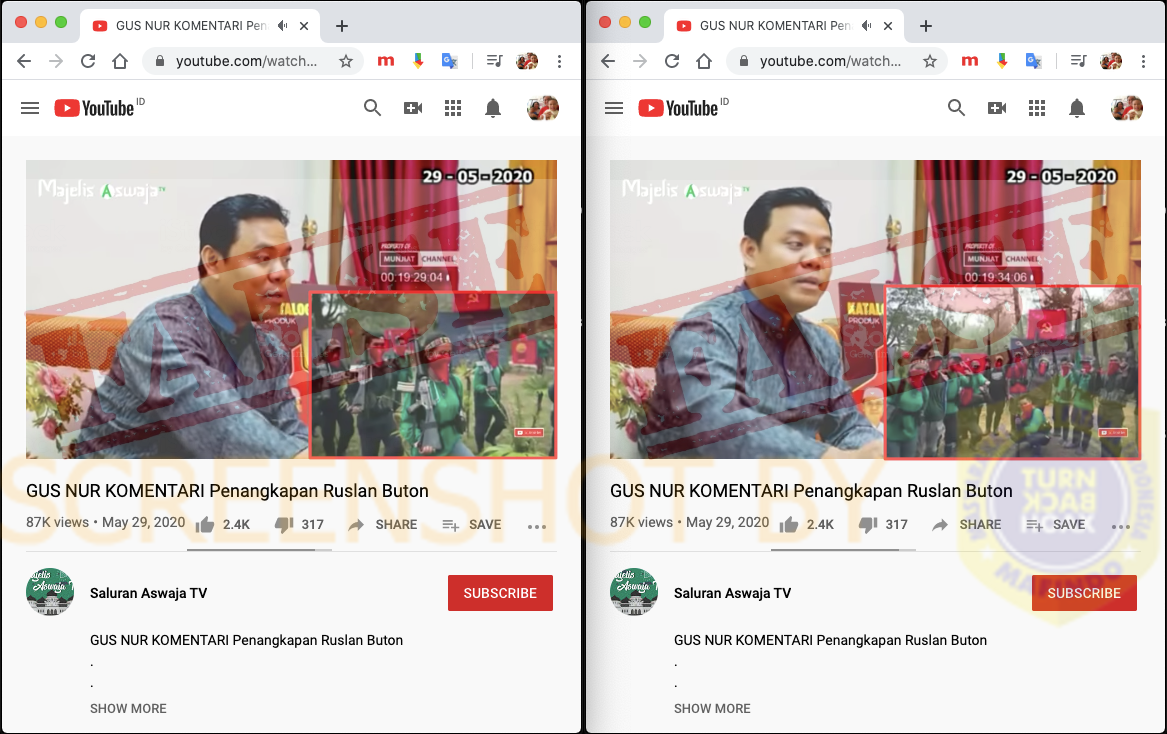 GUS NUR KOMENTARI Pen
youtube.com/watch...
YouTube ID
Majelis Aswaja TV
29 - 05 - 2020
PROPERTY OF
MUNJIAT CHANNEL
00:19:29:04
KATALOG
PRODUK
FALSE
GUS NUR KOMENTARI Penangkapan Ruslan Buton
87K views • May 29, 2020 2.4K 317 SHARE SAVE
Saluran Aswaja TV
SUBSCRIBE
GUS NUR KOMENTARI Penangkapan Ruslan Buton
.
.
SHOW MORE
GUS NUR KOMENTARI Pen
youtube.com/watch...
YouTube ID
Majelis Aswaja TV
29 - 05 - 2020
PROPERTY OF
MUNJIAT CHANNEL
00:19:34:06
KATALOG
PRODUK
FALSE
GUS NUR KOMENTARI Penangkapan Ruslan Buton
87K views • May 29, 2020 2.4K 317 SHARE SAVE
Saluran Aswaja TV
SUBSCRIBE
GUS NUR KOMENTARI Penangkapan Ruslan Buton
.
.
SHOW MORE
SCREENSHOT BY
TURN
BACK
HOAX
MAFINDO